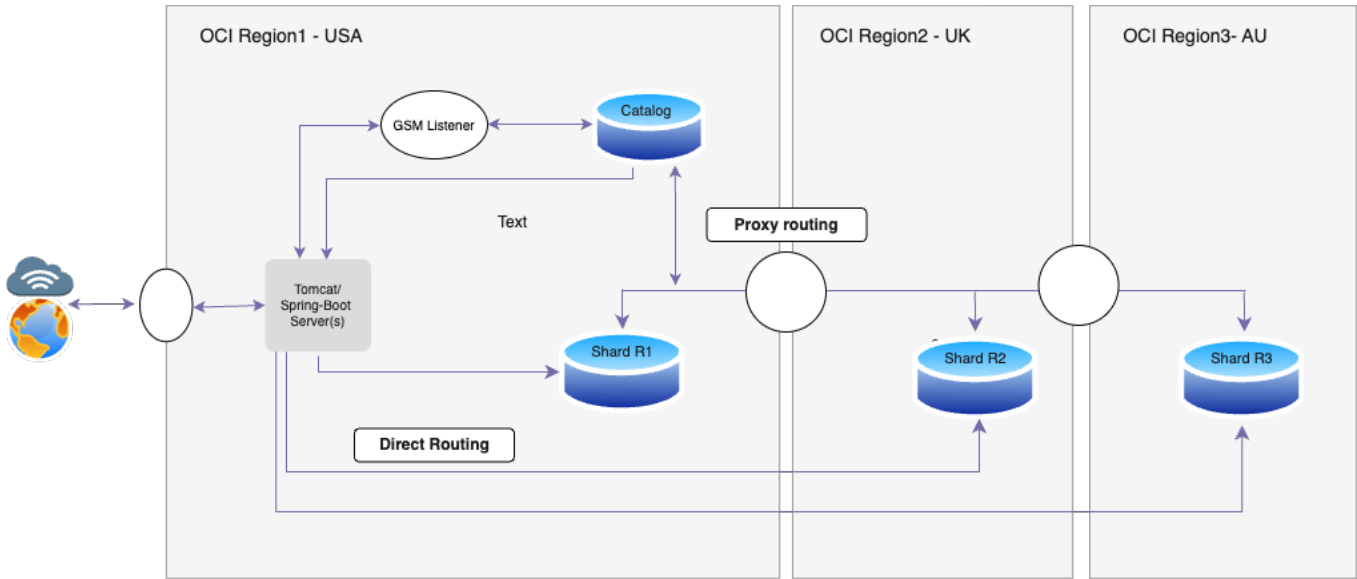 OCI Region1 - USA
OCI Region2 - UK
OCI Region3- AU
GSM Listener
Catalog
Text
Proxy routing
Tomcat/
Spring-Boot
Server(s)
Shard R1
Shard R2
Shard R3
Direct Routing